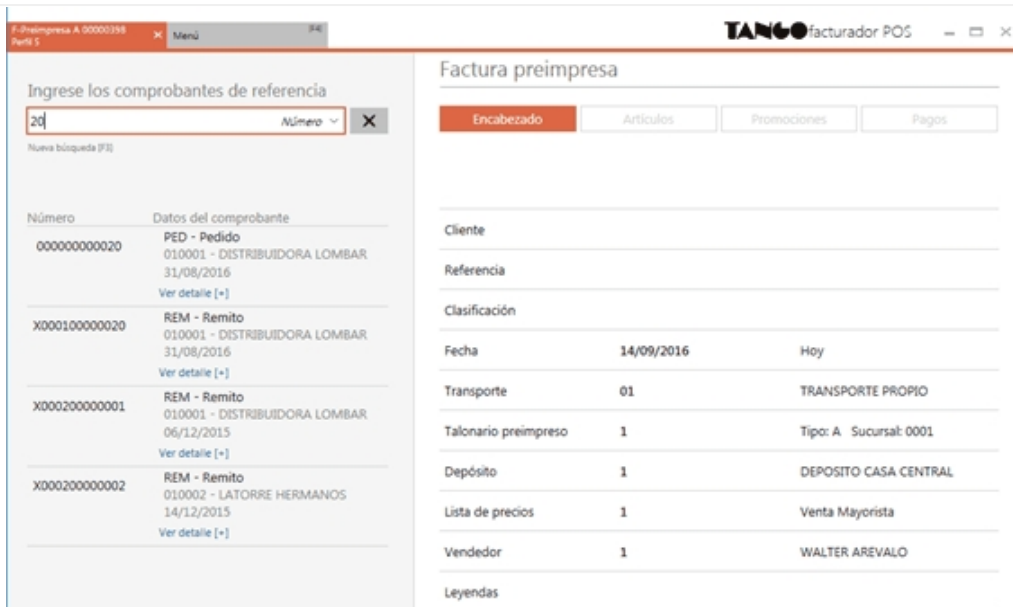 F-Preimpresa A 00000398
Perfil S
Menú
[F4]
TANGO facturador POS
Ingrese los comprobantes de referencia
20
Número
Nueva búsqueda [F3]
Número Datos del comprobante
000000000020
PED - Pedido
010001 - DISTRIBUIDORA LOMBAR
31/08/2016
Ver detalle [+]
X000100000020
REM - Remito
010001 - DISTRIBUIDORA LOMBAR
31/08/2016
Ver detalle [+]
X000200000001
REM - Remito
010001 - DISTRIBUIDORA LOMBAR
06/12/2015
Ver detalle [+]
X000200000002
REM - Remito
010002 - LATORRE HERMANOS
14/12/2015
Ver detalle [+]
Factura preimpresa
Encabezado Artículos Promociones Pagos
Cliente
Referencia
Clasificación
Fecha 14/09/2016 Hoy
Transporte 01 TRANSPORTE PROPIO
Talonario preimpreso 1 Tipo: A Sucursal: 0001
Depósito 1 DEPOSITO CASA CENTRAL
Lista de precios 1 Venta Mayorista
Vendedor 1 WALTER AREVALO
Leyendas